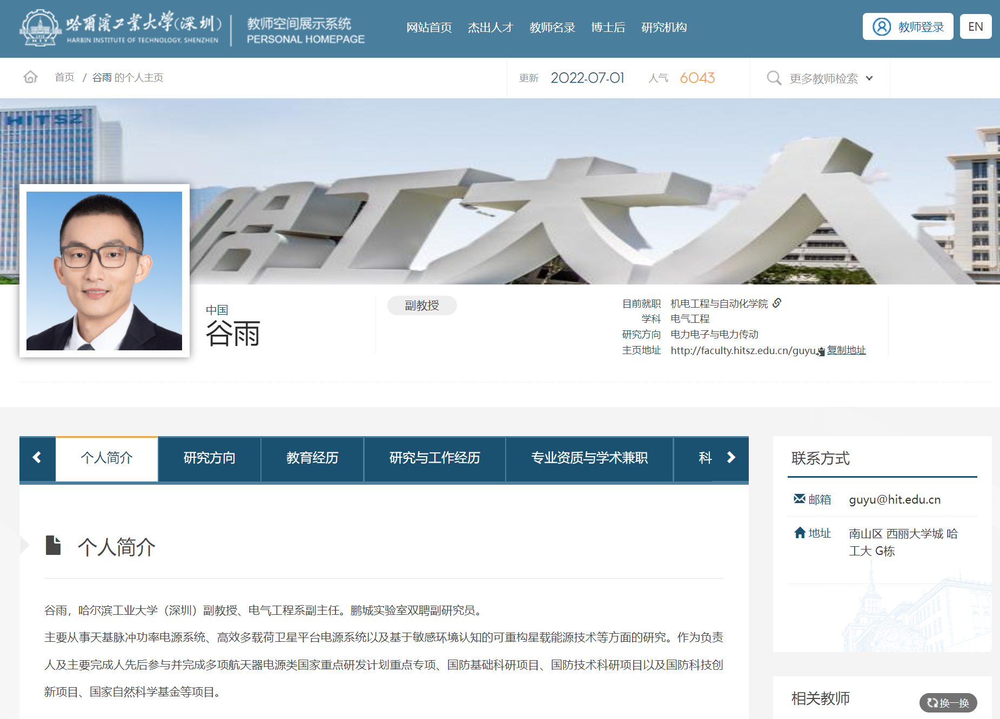 哈爾濱工業大學(深圳)
HARBIN INSTITUTE OF TECHNOLOGY, SHENZHEN
教师空间展示系统
PERSONAL HOMEPAGE
网站首页 杰出人才 教师名录 博士后 研究机构
教师登录
EN
首页 / 谷雨 的个人主页
更新 2022-07-01 人气 6043
更多教师检索
HITSZ
哈工大
中国
谷雨
副教授
目前就职 机电工程与自动化学院
学科 电气工程
研究方向 电力电子与电力传动
主页地址 http://faculty.hitsz.edu.cn/guyu 复制地址
个人简介 研究方向 教育经历 研究与工作经历 专业资质与学术兼职 科
个人简介
谷雨，哈尔滨工业大学（深圳）副教授、电气工程系副主任。鹏城实验室双聘副研究员。
主要从事天基脉冲功率电源系统、高效多载荷卫星平台电源系统以及基于敏感环境认知的可重构星载能源技术等方面的研究。作为负责
人及主要完成人先后参与并完成多项航天器电源类国家重点研发计划重点专项、国防基础科研项目、国防技术科研项目以及国防科技创
新项目、国家自然科学基金等项目。
联系方式
邮箱 guyu@hit.edu.cn
地址 南山区 西丽大学城 哈
工大 G栋
相关教师
换一换